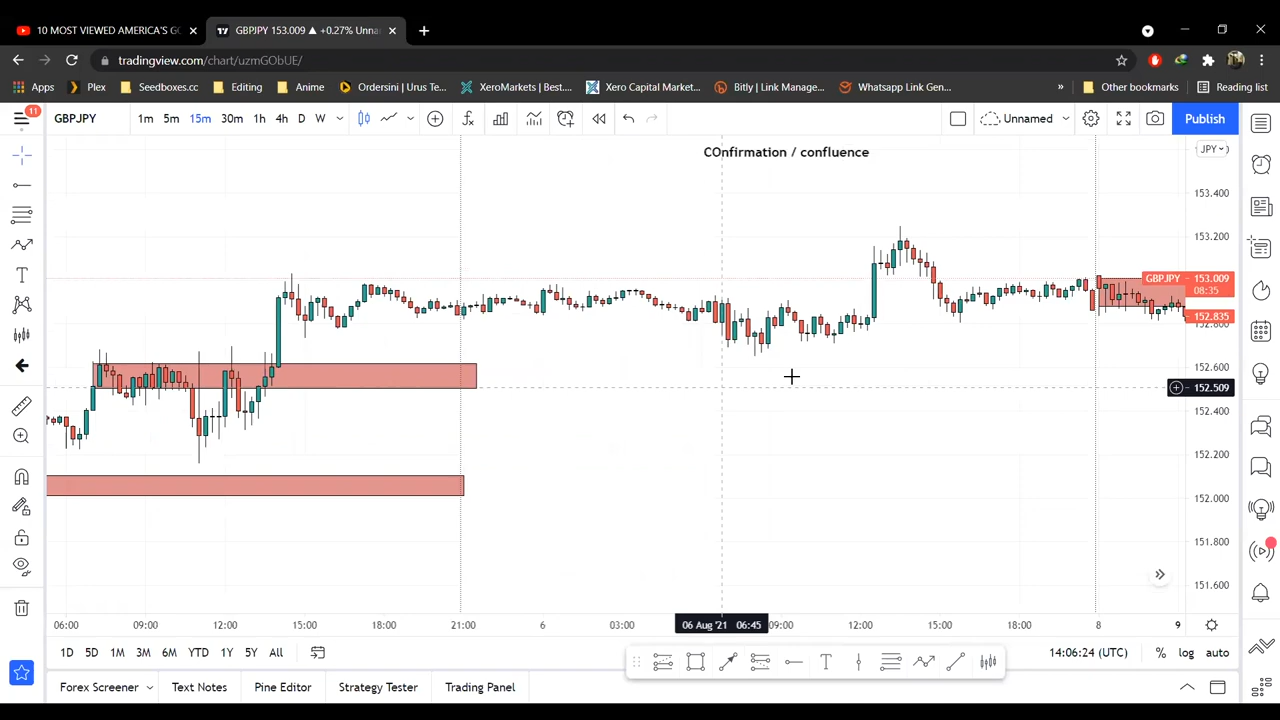 10 MOST VIEWED AMERICA'S GO
GBPJPY 153.009 ▲ +0.27% Unna
tradingview.com/chart/uzmGObUE/
Apps Plex Seedboxes.cc Editing Anime Ordersini | Urus Te... XeroMarkets | Best... Xero Capital Market... Bitly | Link Manage... Whatsapp Link Gen... » Other bookmarks Reading list
11
GBPJPY 1m 5m 15m 30m 1h 4h D W Unnamed Publish
COnfirmation / confluence
JPY
153.400
153.200
GBPJPY 153.009
08:35
152.835
152.800
152.600
152.509
152.400
152.200
152.000
151.800
151.600
06:00 09:00 12:00 15:00 18:00 21:00 6 03:00 06 Aug '21 06:45 09:00 12:00 15:00 18:00 8 9
1D 5D 1M 3M 6M YTD 1Y 5Y All 14:06:24 (UTC) % log auto
Forex Screener Text Notes Pine Editor Strategy Tester Trading Panel